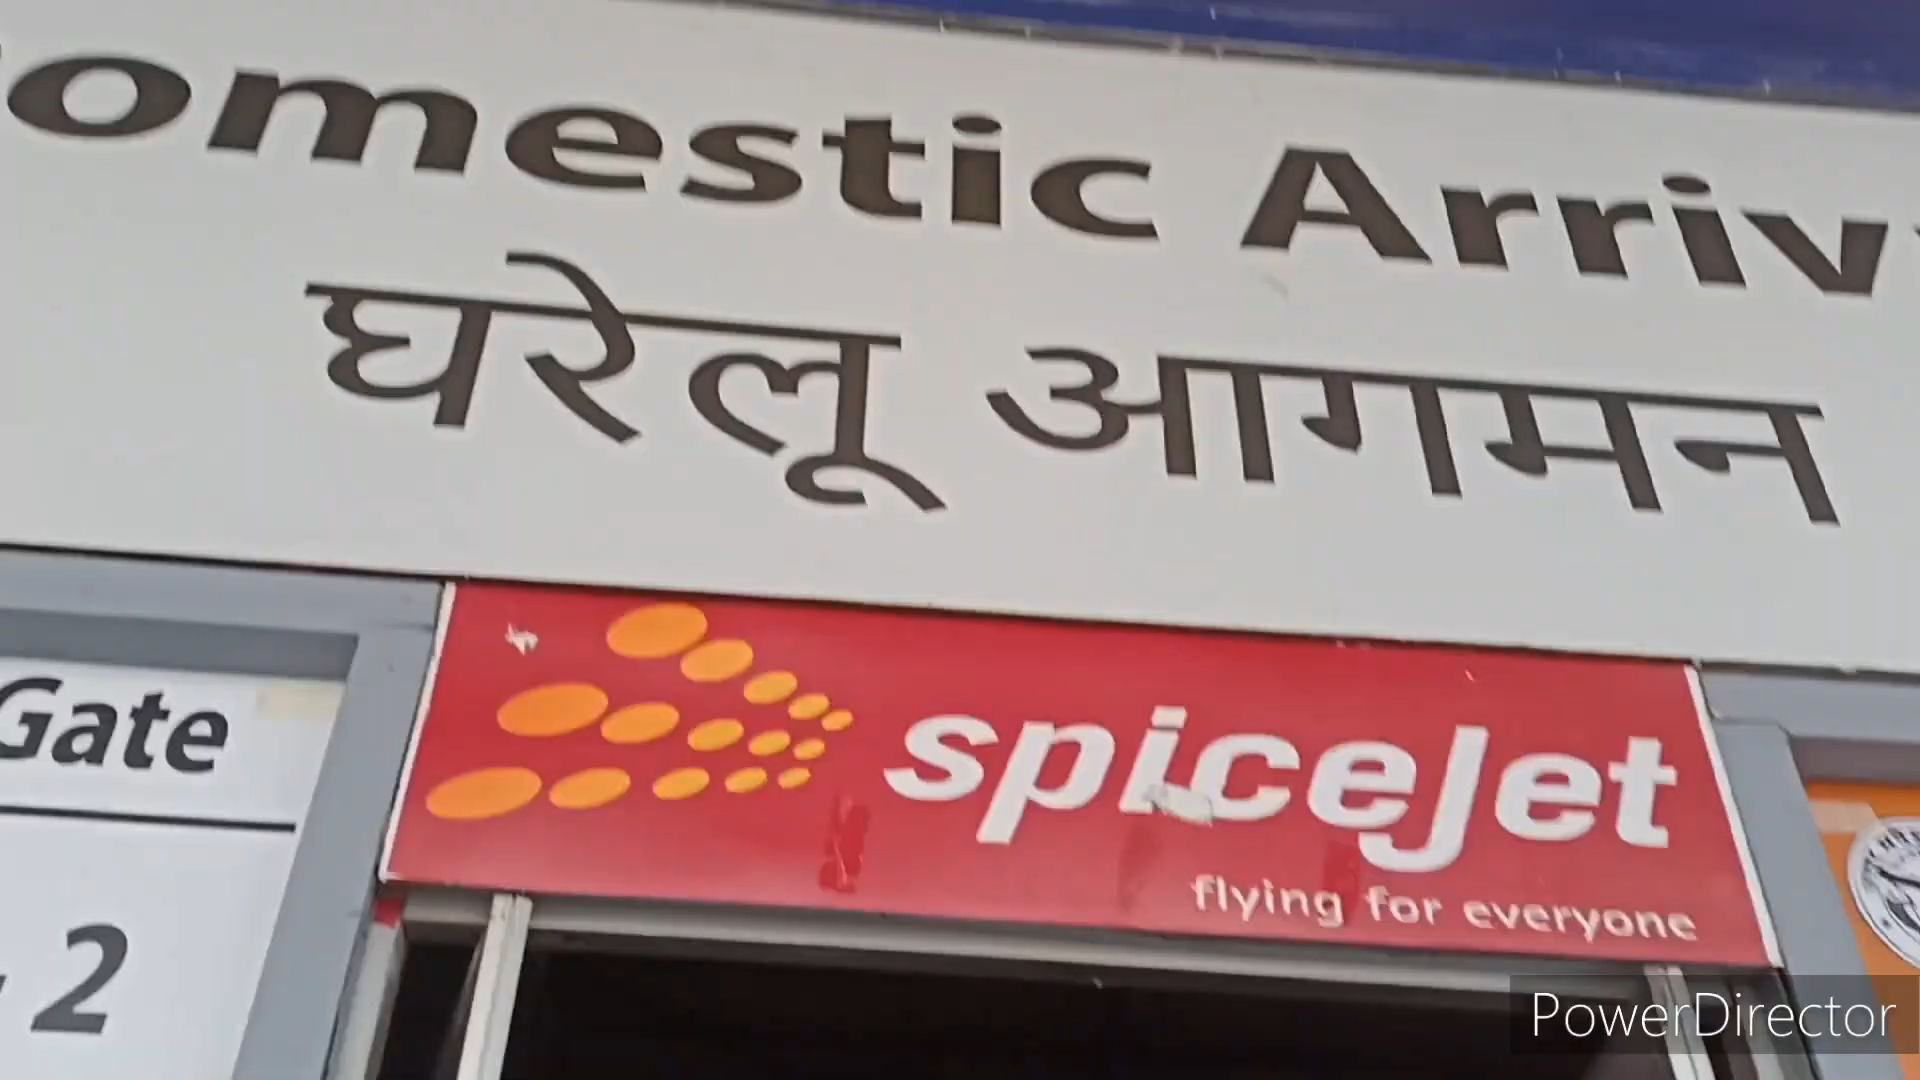 omestic Arriv
घरेलू आगमन
spiceJet
flying for everyone
Gate
2
PowerDirector